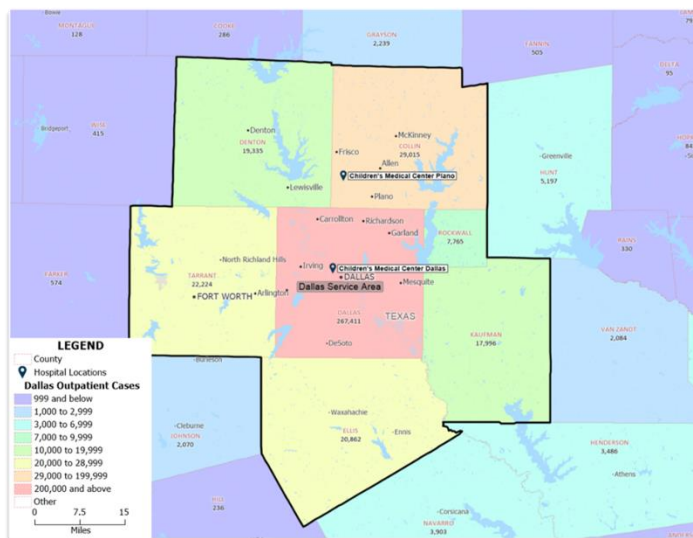 MONTAGUE
128
COOKE
286
GRAYSON
2,239
FANNIN
505
DELTA
95
WISE
415
Bridgeport
Denton
DENTON
19,335
Lewisville
McKinney
Frisco
COLLIN
29,015
Allen
Children's Medical Center Plano
Plano
Greenville
HUNT
5,197
Carrollton
Richardson
Garland
ROCKWALL
7,765
RAINS
330
PARKER
574
North Richland Hills
TARRANT
22,224
FORT WORTH
Arlington
Irving
Children's Medical Center Dallas
DALLAS
Dallas Service Area
Mesquite
DALLAS
267,411
TEXAS
DeSoto
KAUFMAN
17,996
VAN ZANDT
2,084
Burleson
Cleburne
JOHNSON
2,070
Waxahachie
ELLIS
20,862
Ennis
HENDERSON
3,486
Athens
HILL
236
Corsicana
NAVARRO
3,903
LEGEND
County
Hospital Locations
Dallas Outpatient Cases
999 and below
1,000 to 2,999
3,000 to 6,999
7,000 to 9,999
10,000 to 19,999
20,000 to 28,999
29,000 to 199,999
200,000 and above
Other
0 7.5 15
Miles